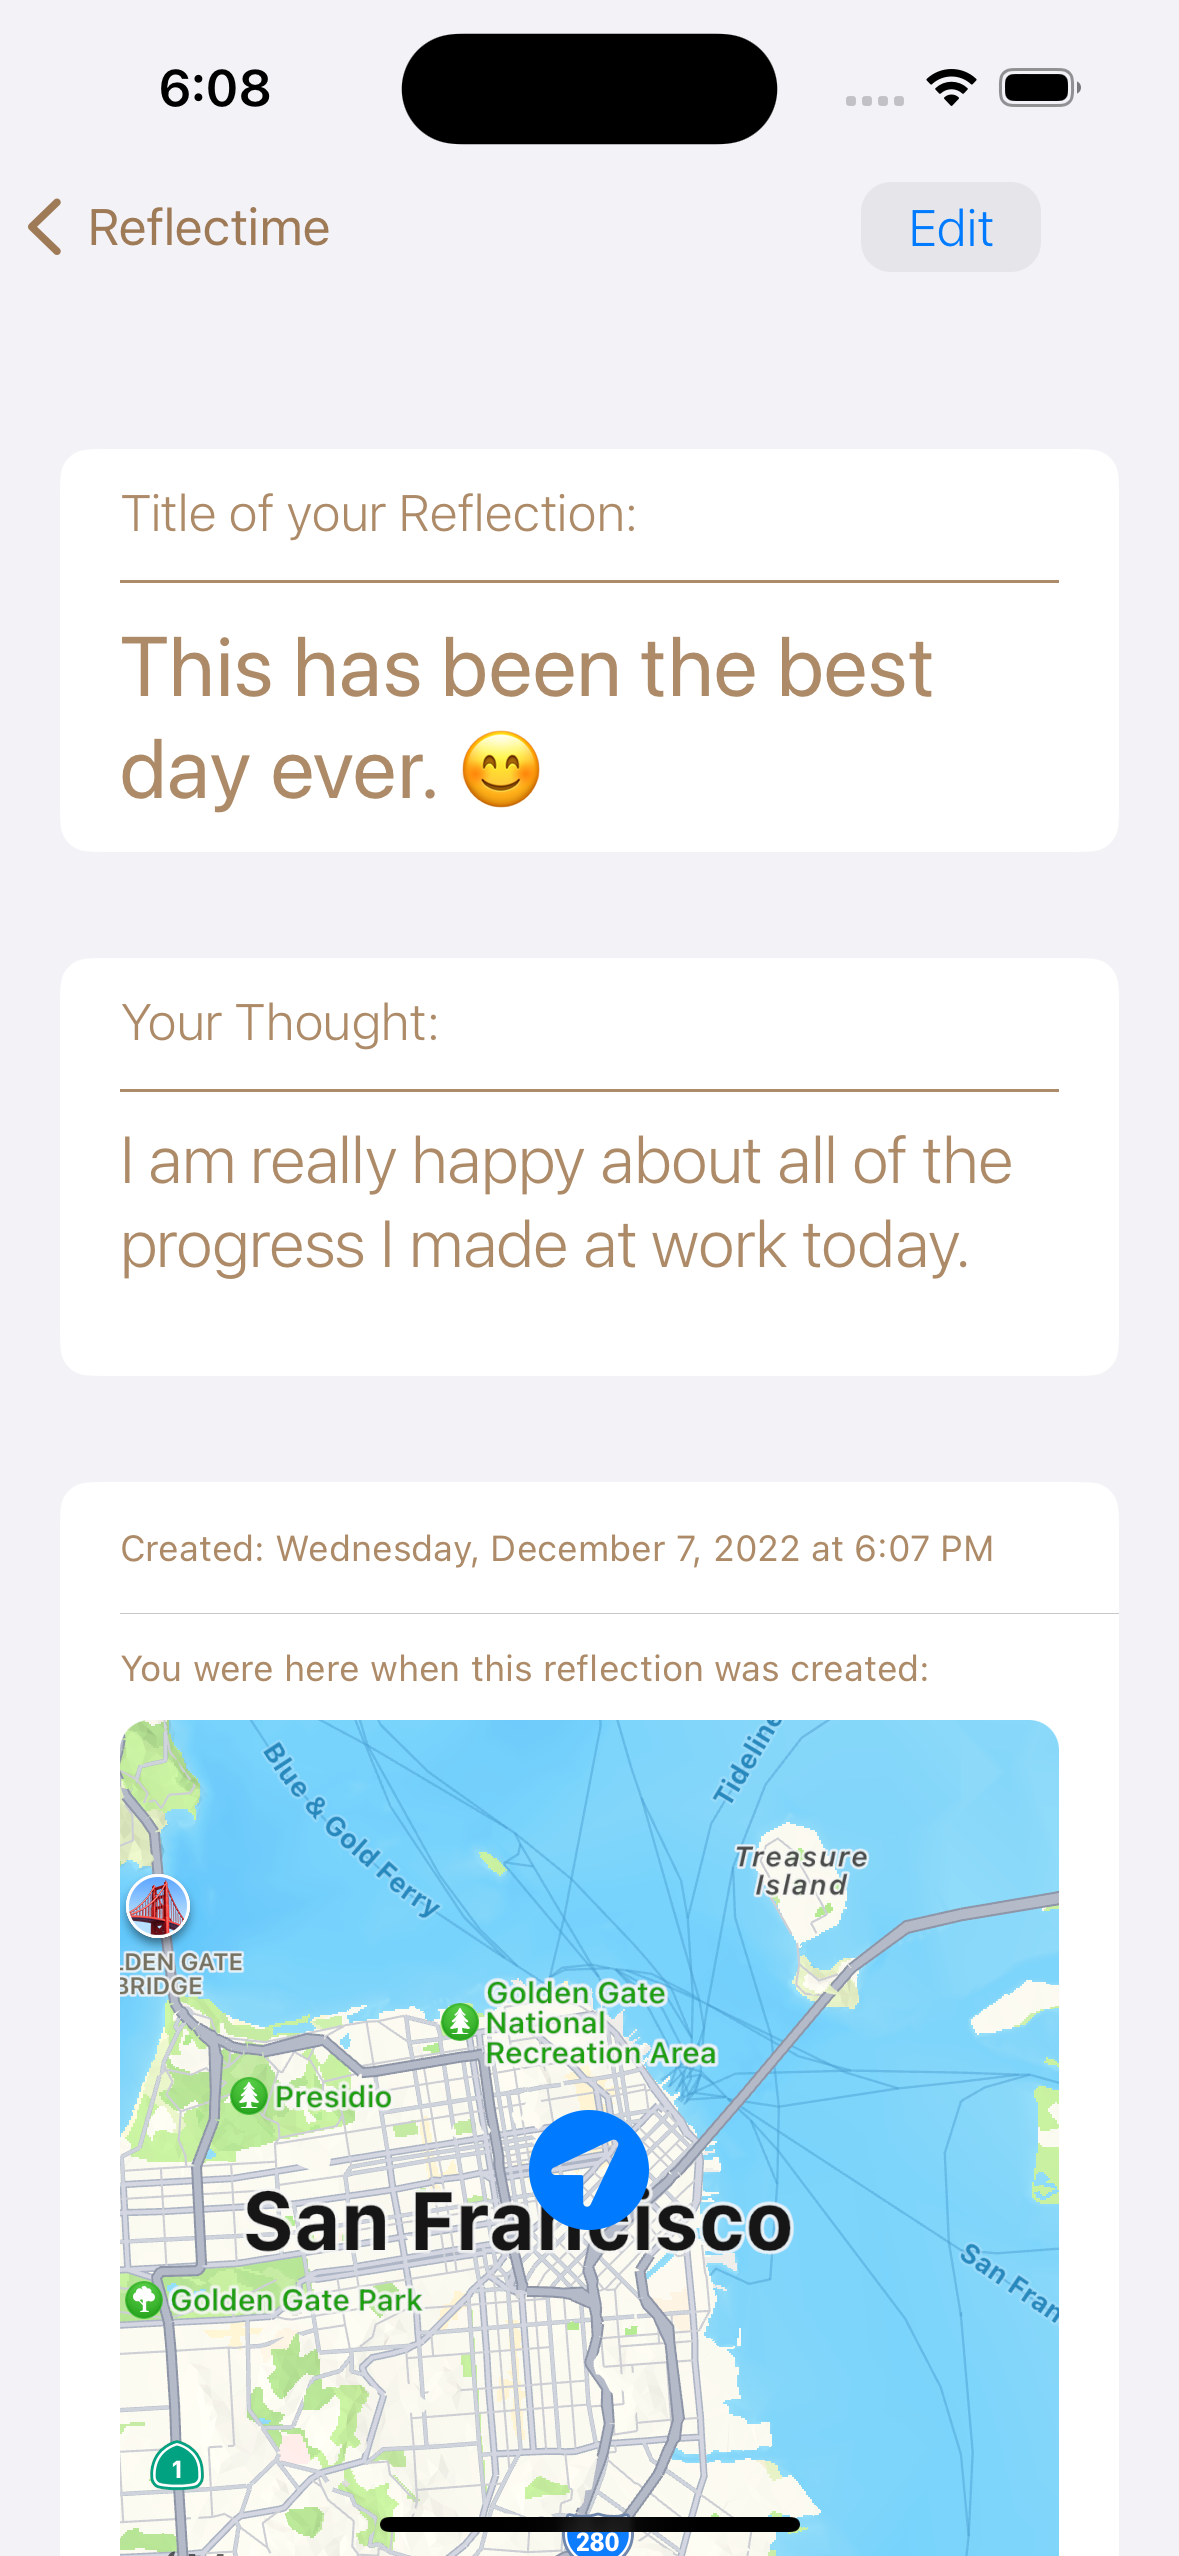 6:08
Reflectime
Edit
Title of your Reflection:
This has been the best
day ever. 😊
Your Thought:
I am really happy about all of the
progress I made at work today.
Created: Wednesday, December 7, 2022 at 6:07 PM
You were here when this reflection was created:
Blue & Gold Ferry
Tideline
Treasure
Island
LDEN GATE
BRIDGE
Golden Gate
National
Recreation Area
Presidio
San Francisco
San Fran
Golden Gate Park
1
280